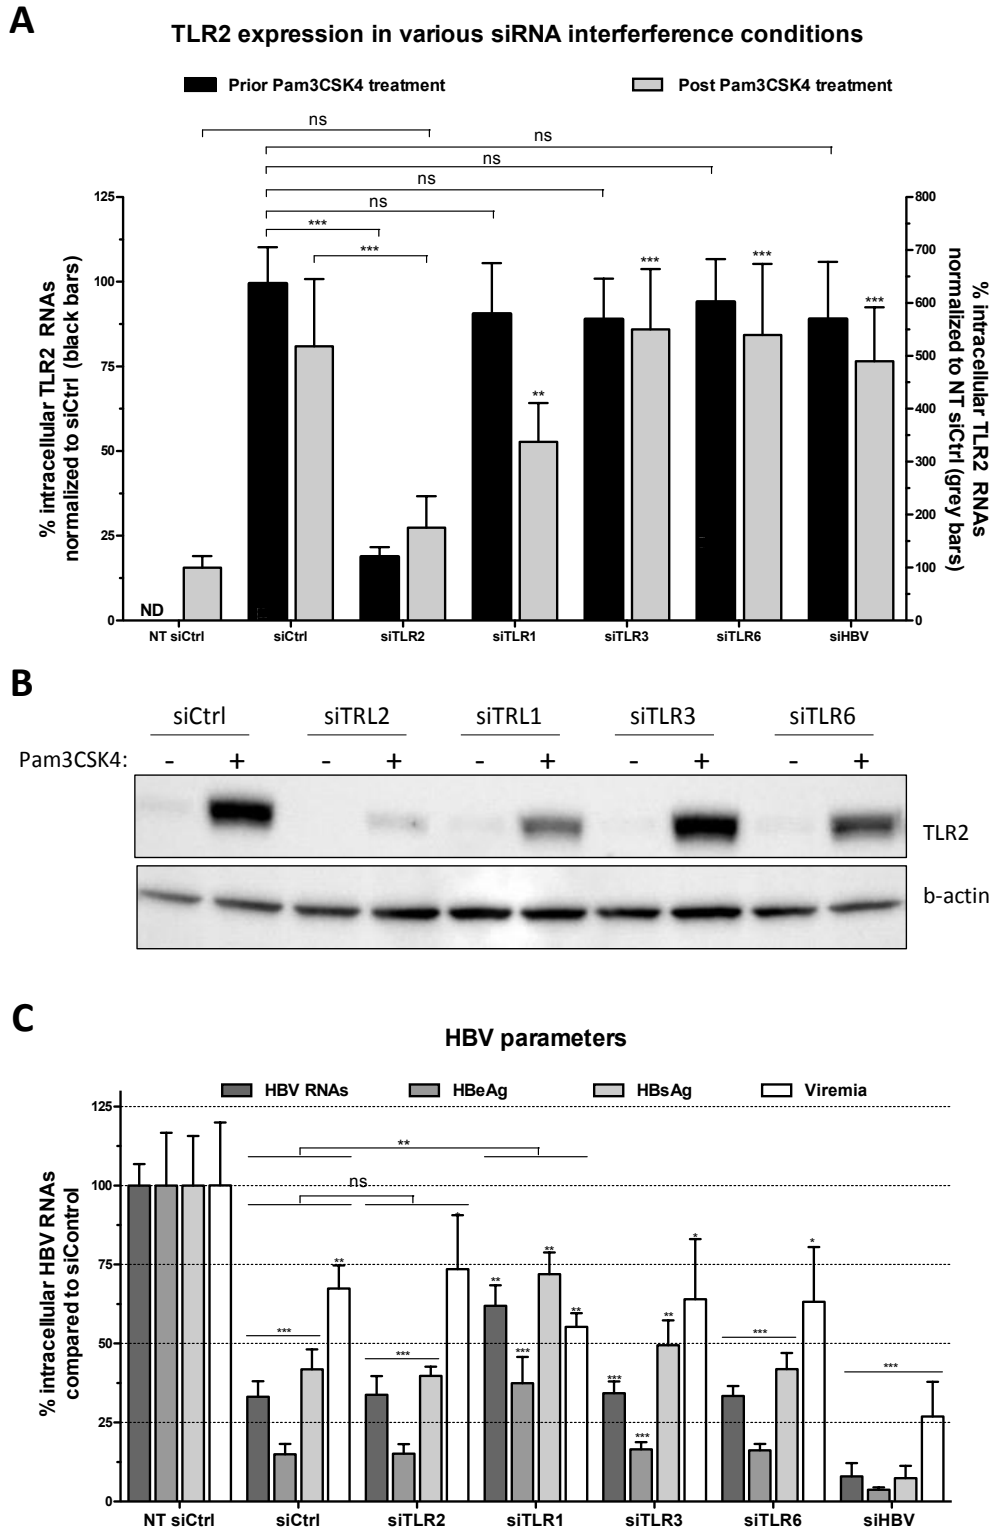 A
TLR2 expression in various siRNA interferference conditions
Prior Pam3CSK4 treatment
Post Pam3CSK4 treatment
ns
ns
ns
ns
ns
***
***
**
***
***
***
% intracellular TLR2 RNAs
normalized to siCtrl (black bars)
125
100
75
50
25
0
800
700
600
500
400
300
200
100
0
% intracellular TLR2 RNAs
normalized to NT siCtrl (grey bars)
ND
NT siCtrl siCtrl siTLR2 siTLR1 siTLR3 siTLR6 siHBV
B
siCtrl siTRL2 siTRL1 siTLR3 siTLR6
Pam3CSK4: - + - + - + - + - +
TLR2
b-actin
C
HBV parameters
HBV RNAs HBeAg HBsAg Viremia
% intracellular HBV RNAs
compared to siControl
125
100
75
50
25
0
**
ns
***
**
***
*
**
***
**
**
***
***
**
*
***
*
***
NT siCtrl siCtrl siTLR2 siTLR1 siTLR3 siTLR6 siHBV